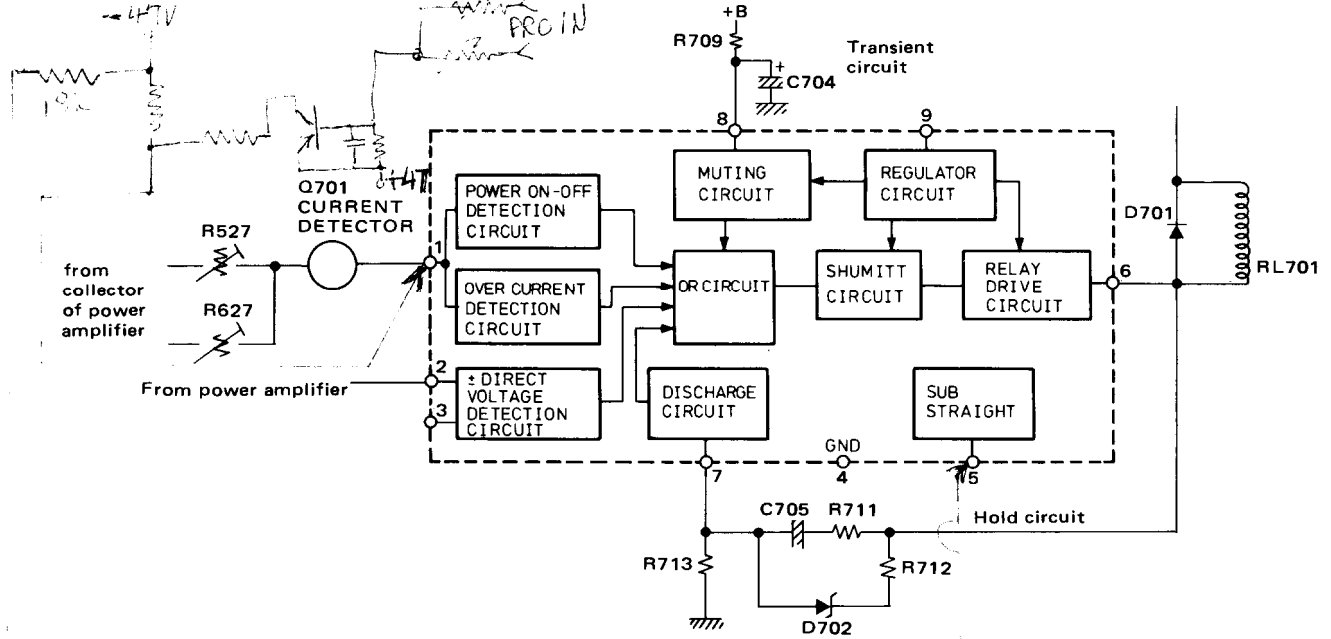 47V
PRO IN
+B
R709
Transient
circuit
+
C704
8
9
+47
Q701
CURRENT
DETECTOR
POWER ON-OFF
DETECTION
CIRCUIT
MUTING
CIRCUIT
REGULATOR
CIRCUIT
D701
R527
1
from
collector
of power
amplifier
OVER CURRENT
DETECTION
CIRCUIT
OR CIRCUIT
SHUMITT
CIRCUIT
RELAY
DRIVE
CIRCUIT
6
RL701
R627
From power amplifier
2
3
± DIRECT
VOLTAGE
DETECTION
CIRCUIT
DISCHARGE
CIRCUIT
SUB
STRAIGHT
GND
7
4
5
C705
R711
Hold circuit
R713
R712
D702